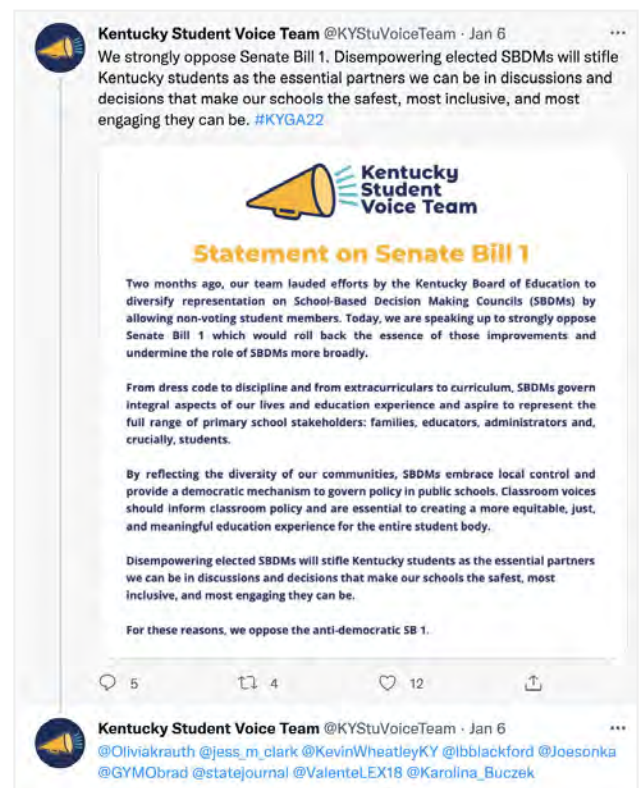 Kentucky Student Voice Team @KYStuVoiceTeam · Jan 6
We strongly oppose Senate Bill 1. Disempowering elected SBDMs will stifle
Kentucky students as the essential partners we can be in discussions and
decisions that make our schools the safest, most inclusive, and most
engaging they can be. #KYGA22
Kentucky
Student
Voice Team
Statement on Senate Bill 1
Two months ago, our team lauded efforts by the Kentucky Board of Education to
diversify representation on School-Based Decision Making Councils (SBDMs) by
allowing non-voting student members. Today, we are speaking up to strongly oppose
Senate Bill 1 which would roll back the essence of those improvements and
undermine the role of SBDMs more broadly.
From dress code to discipline and from extracurriculars to curriculum, SBDMs govern
integral aspects of our lives and education experience and aspire to represent the
full range of primary school stakeholders: families, educators, administrators and,
crucially, students.
By reflecting the diversity of our communities, SBDMs embrace local control and
provide a democratic mechanism to govern policy in public schools. Classroom voices
should inform classroom policy and are essential to creating a more equitable, just,
and meaningful education experience for the entire student body.
Disempowering elected SBDMs will stifle Kentucky students as the essential partners
we can be in discussions and decisions that make our schools the safest, most
inclusive, and most engaging they can be.
For these reasons, we oppose the anti-democratic SB 1.
5 4 12
Kentucky Student Voice Team @KYStuVoiceTeam · Jan 6
@Oliviakrauth @jess_m_clark @KevinWheatleyKY @lbblackford @Joesonka
@GYMObrad @statejournal @ValenteLEX18 @Karolina_Buczek